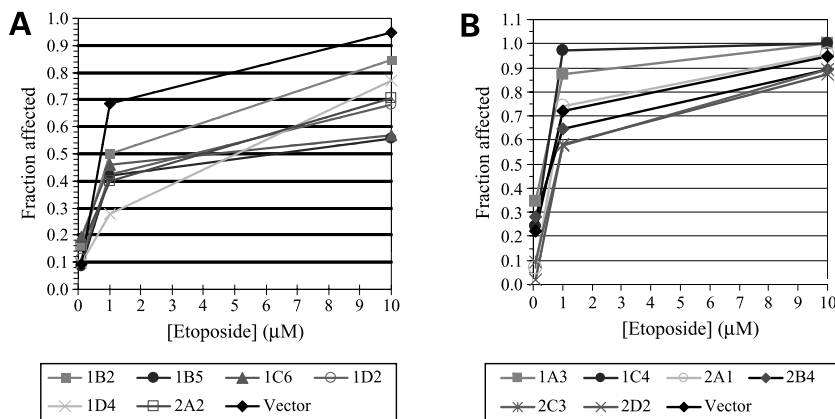 A
1.0
0.9
0.8
0.7
0.6
0.5
0.4
0.3
0.2
0.1
0.0
Fraction affected
0 1 2 3 4 5 6 7 8 9 10
[Etoposide] (µM)
1B2 1B5 1C6 1D2
1D4 2A2 Vector
B
1.1
1.0
0.9
0.8
0.7
0.6
0.5
0.4
0.3
0.2
0.1
0.0
Fraction affected
0 1 2 3 4 5 6 7 8 9 10
[Etoposide] (µM)
1A3 1C4 2A1 2B4
2C3 2D2 Vector